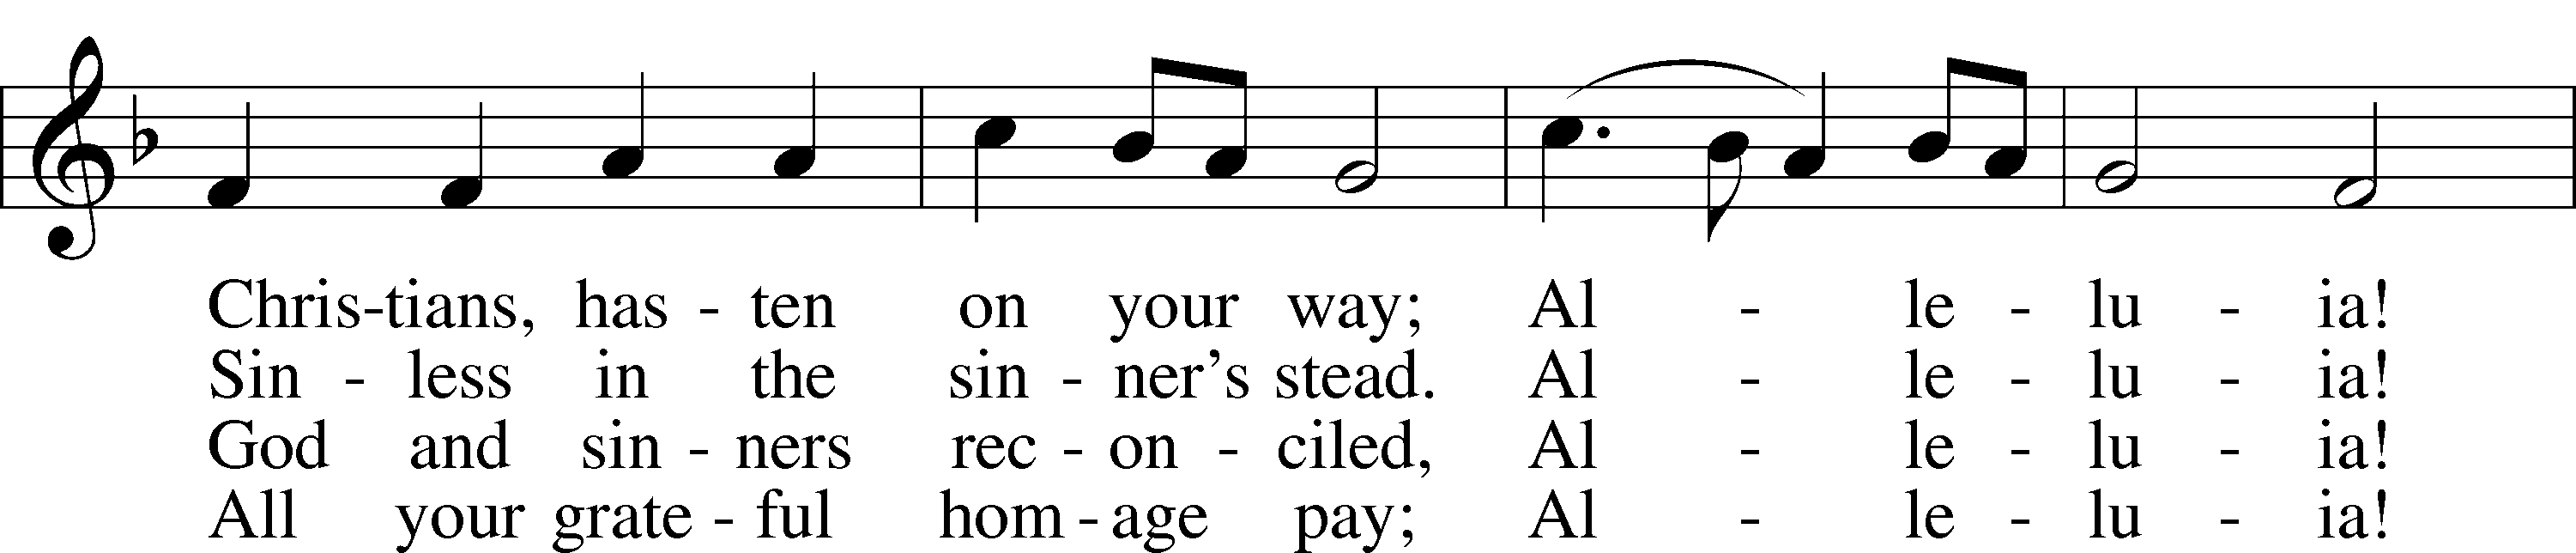 Chris-tians, has - ten on your way; Al - le - lu - ia!
Sin - less in the sin - ner's stead. Al - le - lu - ia!
God and sin - ners rec - on - ciled, Al - le - lu - ia!
All your grate - ful hom - age pay; Al - le - lu - ia!